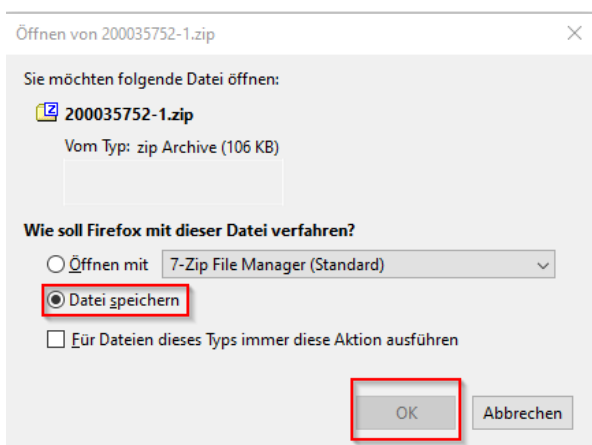 Öffnen von 200035752-1.zip
Sie möchten folgende Datei öffnen:
200035752-1.zip
Vom Typ: zip Archive (106 KB)
Wie soll Firefox mit dieser Datei verfahren?
Öffnen mit 7-Zip File Manager (Standard)
Datei speichern
Für Dateien dieses Typs immer diese Aktion ausführen
OK Abbrechen